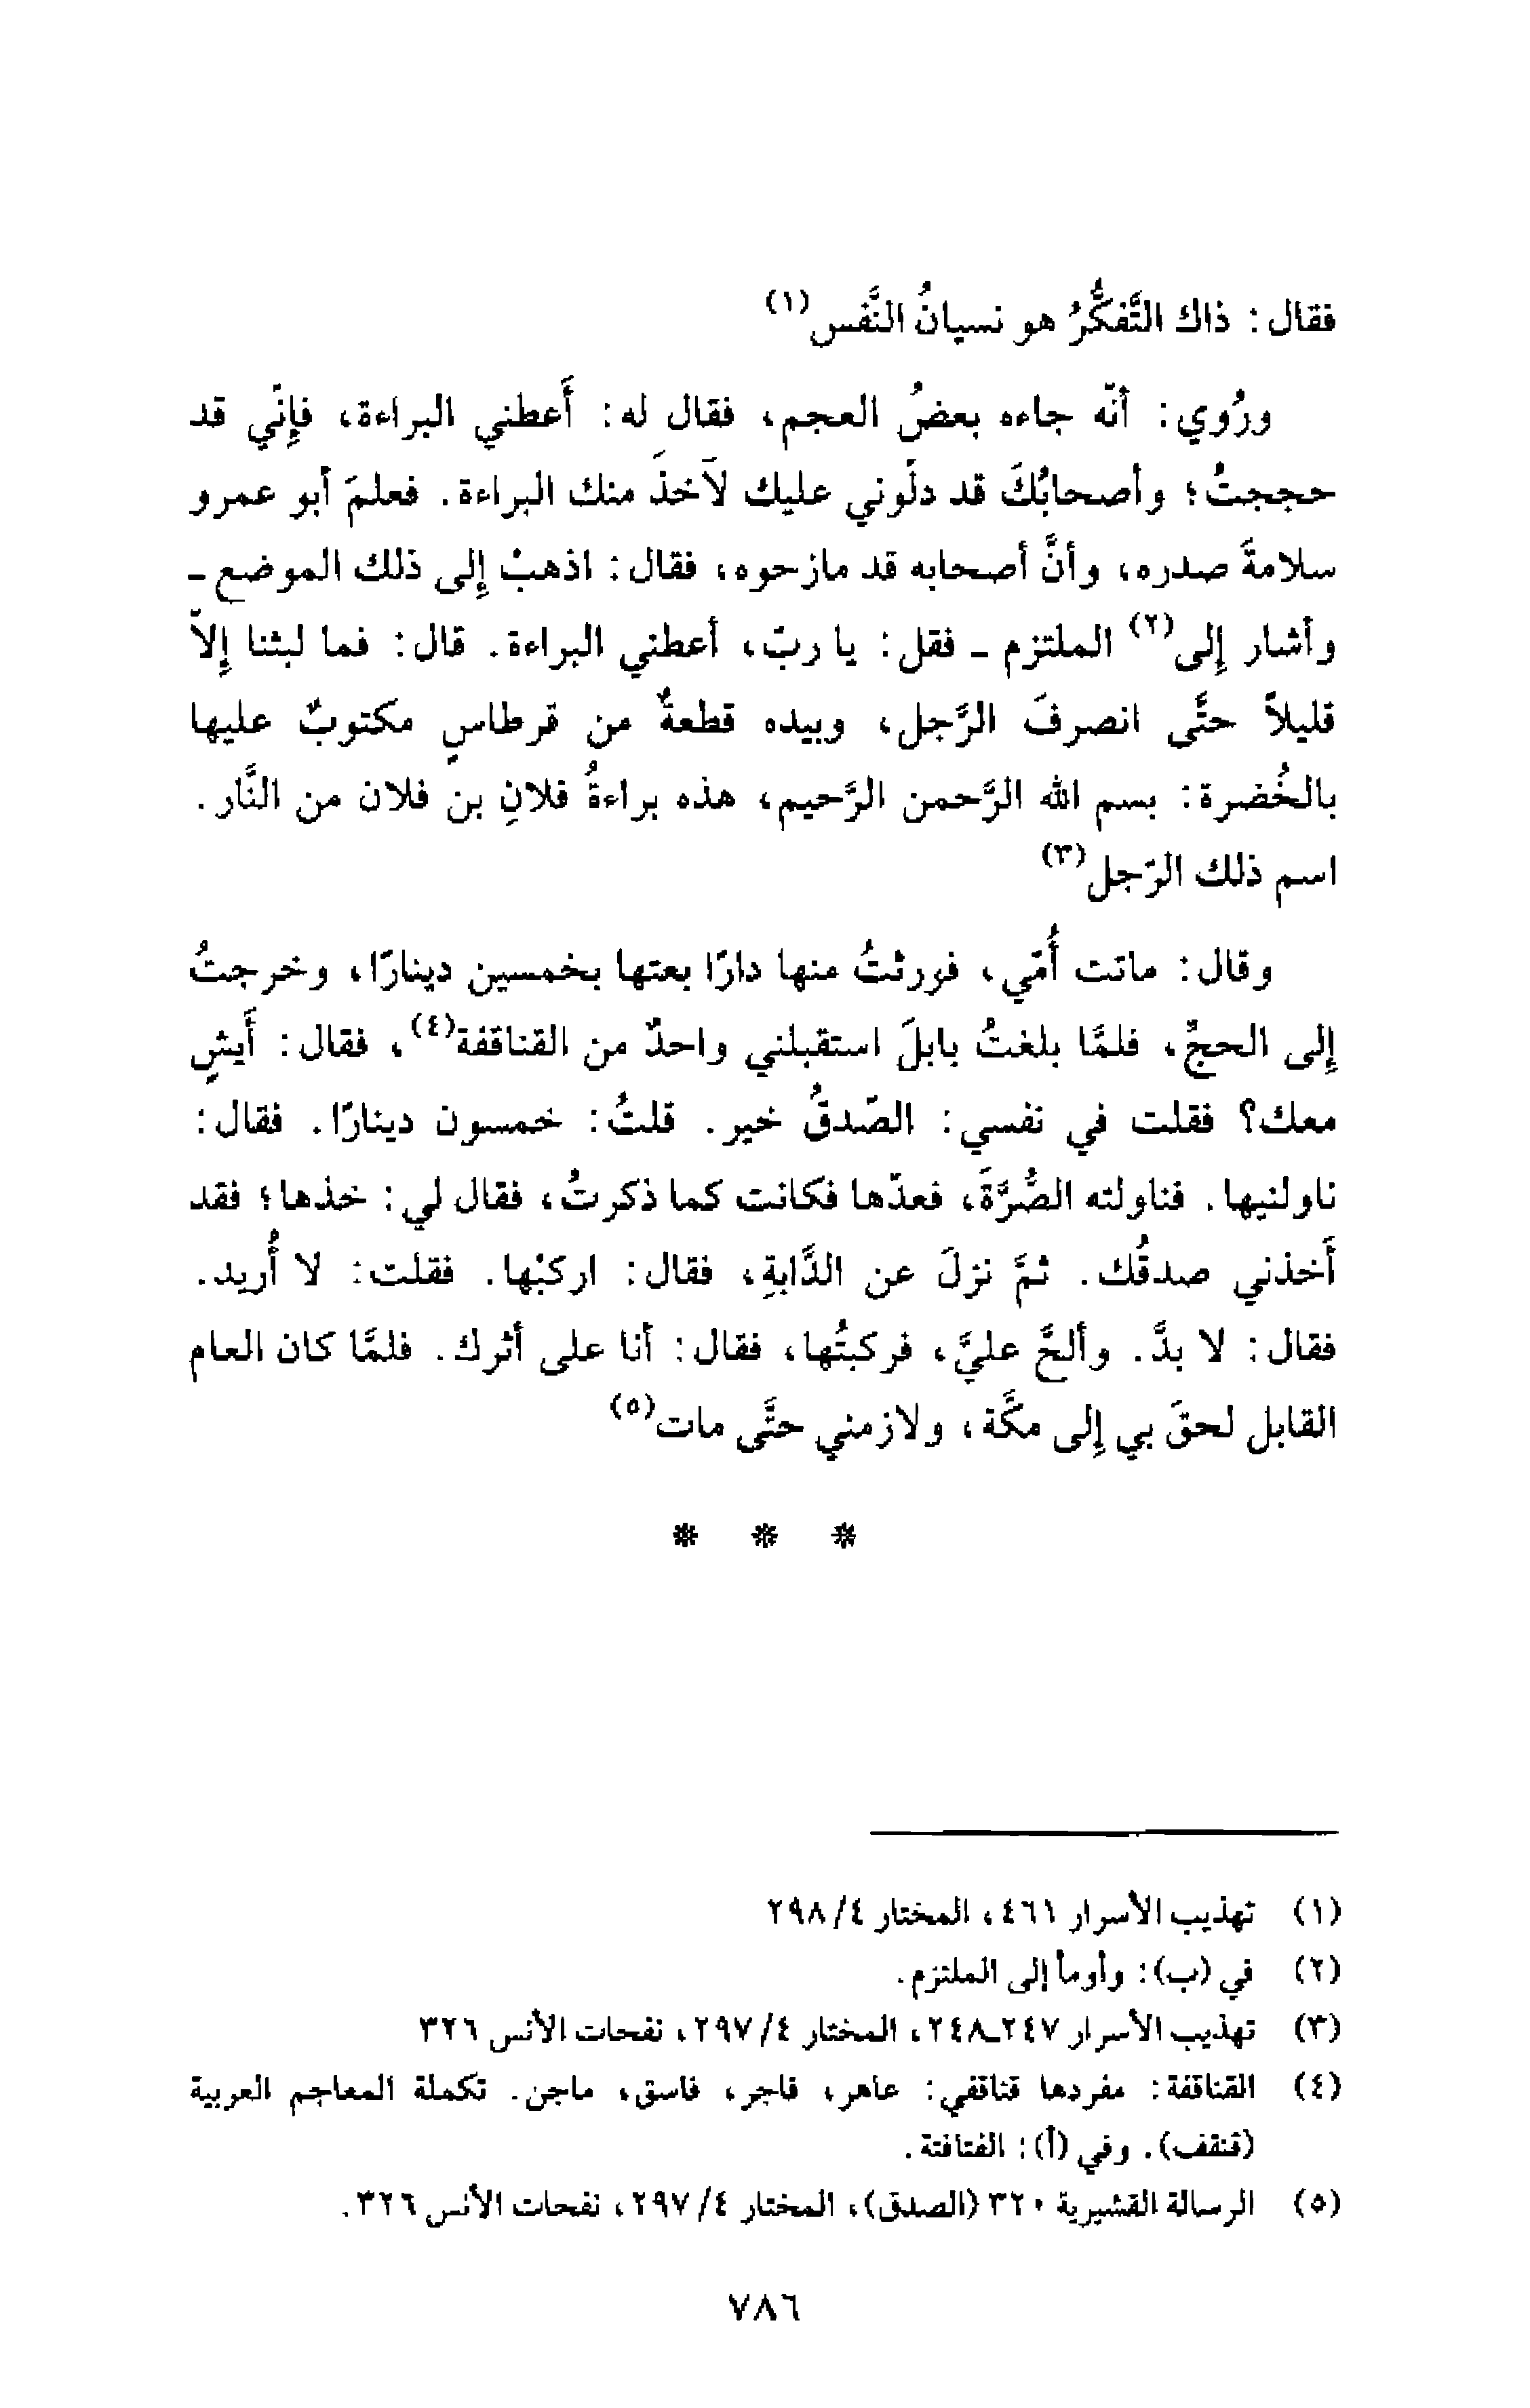 فقال: ذاك التَّفكُّرُ هو نسيانُ النَّفس(١)
ورُوي: أنّه جاءه بعضُ العجم، فقال له: أَعطني البراءة، فإنّي قد
حججتُ؛ وأصحابُكَ قد دلّوني عليك لآخذَ منك البراءة. فعلمَ أبو عمرو
سلامةَ صدره، وأنَّ أصحابه قد مازحوه، فقال: اذهبْ إلى ذلك الموضع -
وأشار إلى(٢) الملتزم - فقل: يا ربّ، أعطني البراءة. قال: فما لبثنا إلاّ
قليلاً حتَّى انصرفَ الرَّجل، وبيده قطعةٌ من قرطاسٍ مكتوبٌ عليها
بالخُضرة: بسم الله الرَّحمن الرَّحيم، هذه براءةُ فلانِ بن فلان من النَّار.
اسم ذلك الرّجل(٣)
وقال: ماتت أُمّي، فورثتُ منها دارًا بعتها بخمسين دينارًا، وخرجتُ
إلى الحجِّ، فلمَّا بلغتُ بابلَ استقبلني واحدٌ من القناقفة(٤)، فقال: أَيشٍ
معك؟ فقلت في نفسي: الصّدقُ خير. قلتُ: خمسون دينارًا. فقال:
ناولنيها. فناولته الصُّرَّةَ، فعدّها فكانت كما ذكرتُ، فقال لي: خذها؛ فقد
أَخذني صدقُك. ثمَّ نزلَ عن الدَّابةِ، فقال: اركبْها. فقلت: لا أُريد.
فقال: لا بدَّ. وألحَّ عليَّ، فركبتُها، فقال: أنا على أثرك. فلمَّا كان العام
القابل لحقَ بي إلى مكَّة، ولازمني حتَّى مات(٥)
* * *
(١) تهذيب الأسرار ٤٦١، المختار ٤/٢٩٨
(٢) في (ب): وأومأ إلى الملتزم.
(٣) تهذيب الأسرار ٢٤٧-٢٤٨، المختار ٤/٢٩٧، نفحات الأنس ٣٢٦
(٤) القناقفة: مفردها قناقفي: عاهر، فاجر، فاسق، ماجن. تكملة المعاجم العربية
(قنقف). وفي (أ): الفتافتة.
(٥) الرسالة القشيرية ٣٢٠ (الصدق)، المختار ٤/٢٩٧، نفحات الأنس ٣٢٦.
٧٨٦